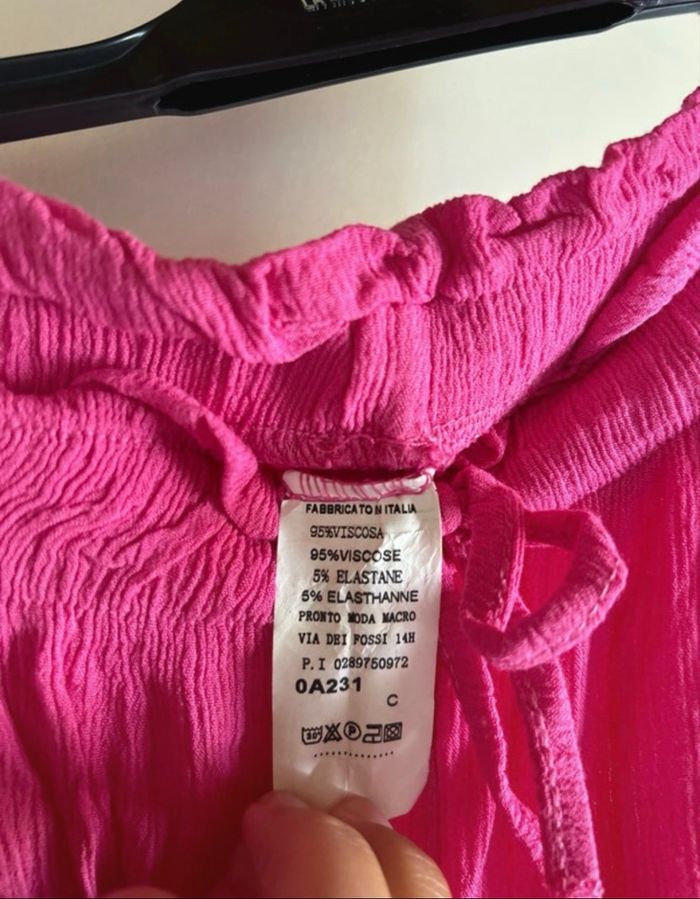 FABBRICATO IN ITALIA
95%VISCOSA
95%VISCOSE
5% ELASTANE
5% ELASTHANNE
PRONTO MODA MACRO
VIA DEI FOSSI 14H
P.I 0289750972
0A231
C
30°
P